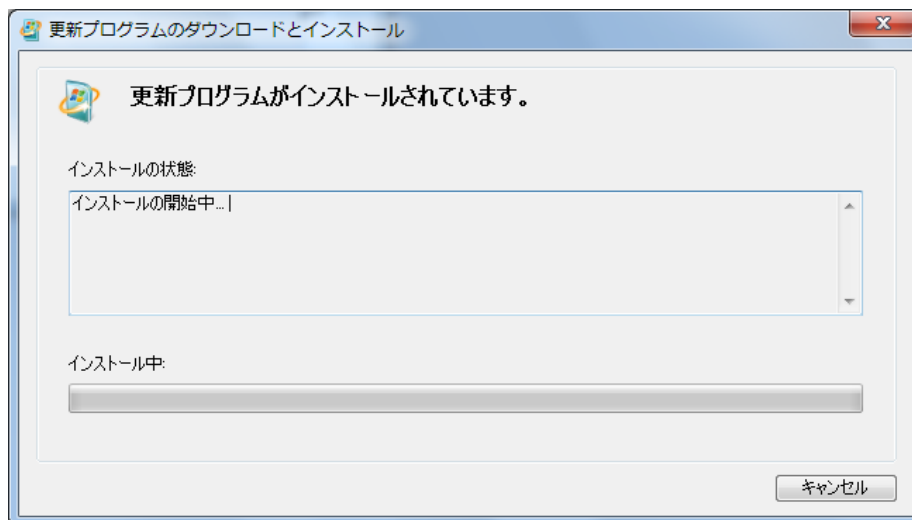 更新プログラムのダウンロードとインストール
更新プログラムがインストールされています。
インストールの状態:
インストールの開始中...
インストール中:
キャンセル